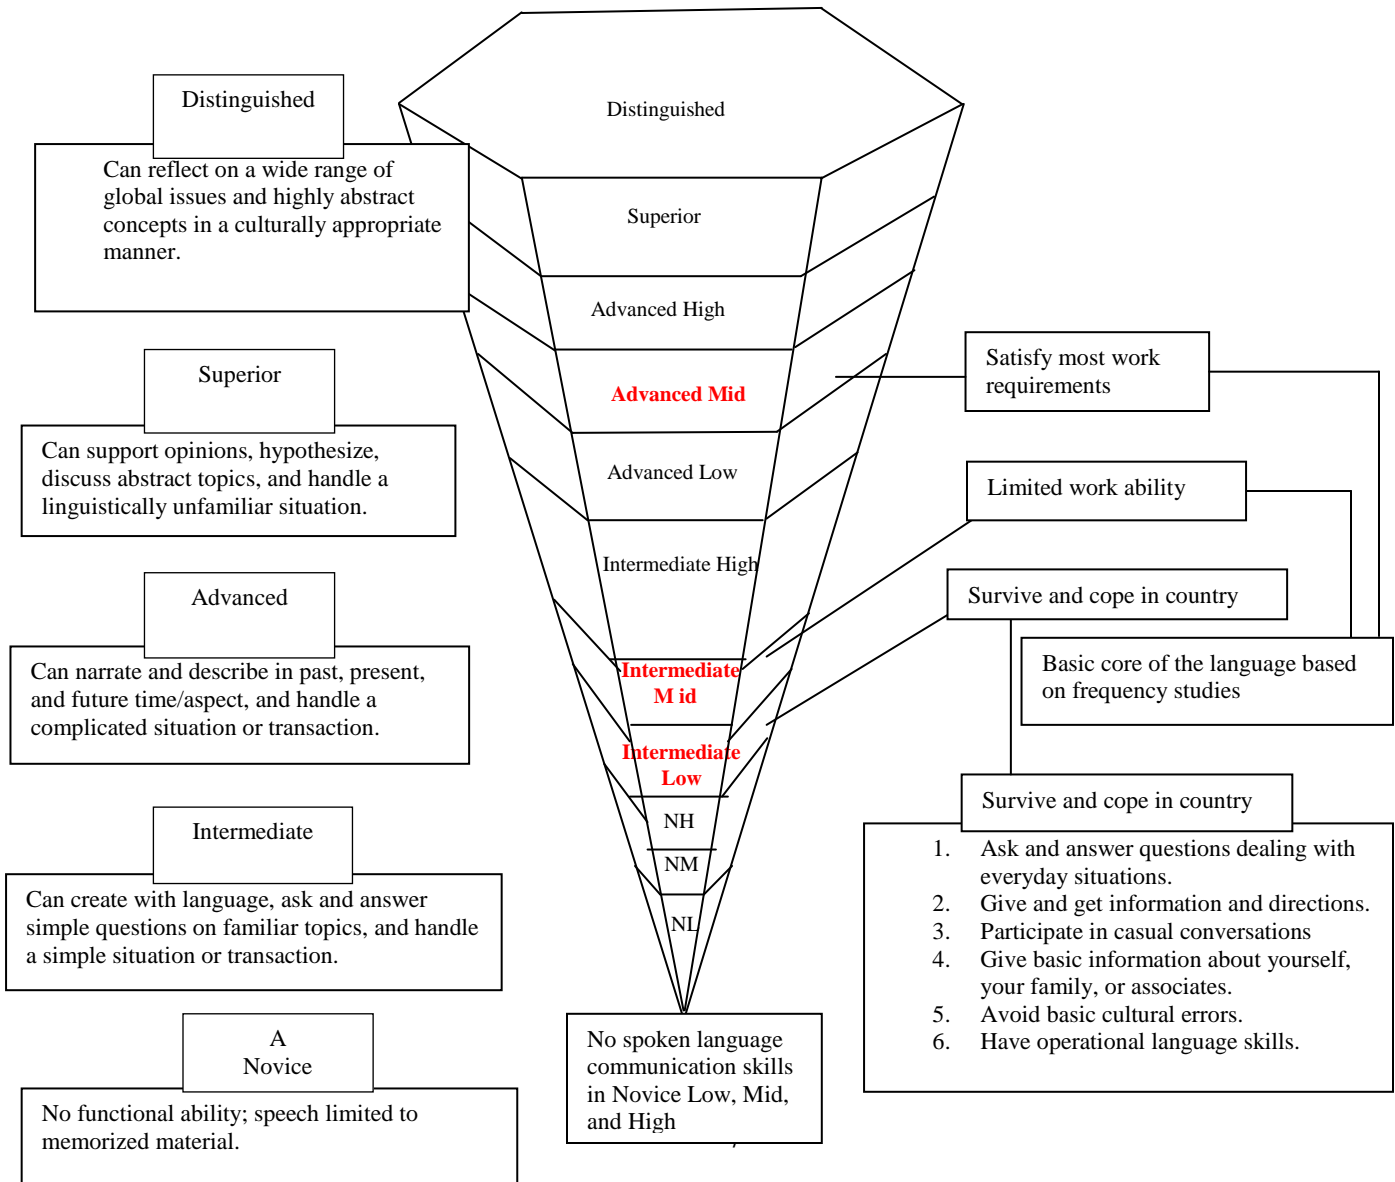 Distinguished
Can reflect on a wide range of
global issues and highly abstract
concepts in a culturally appropriate
manner.
Superior
Can support opinions, hypothesize,
discuss abstract topics, and handle a
linguistically unfamiliar situation.
Advanced
Can narrate and describe in past, present,
and future time/aspect, and handle a
complicated situation or transaction.
Intermediate
Can create with language, ask and answer
simple questions on familiar topics, and handle
a simple situation or transaction.
A
Novice
No functional ability; speech limited to
memorized material.
Distinguished
Superior
Advanced High
Advanced Mid
Advanced Low
Intermediate High
Intermediate
M id
Intermediate
Low
NH
NM
NL
No spoken language
communication skills
in Novice Low, Mid,
and High
Satisfy most work
requirements
Limited work ability
Survive and cope in country
Basic core of the language based
on frequency studies
Survive and cope in country
1. Ask and answer questions dealing with
everyday situations.
2. Give and get information and directions.
3. Participate in casual conversations
4. Give basic information about yourself,
your family, or associates.
5. Avoid basic cultural errors.
6. Have operational language skills.